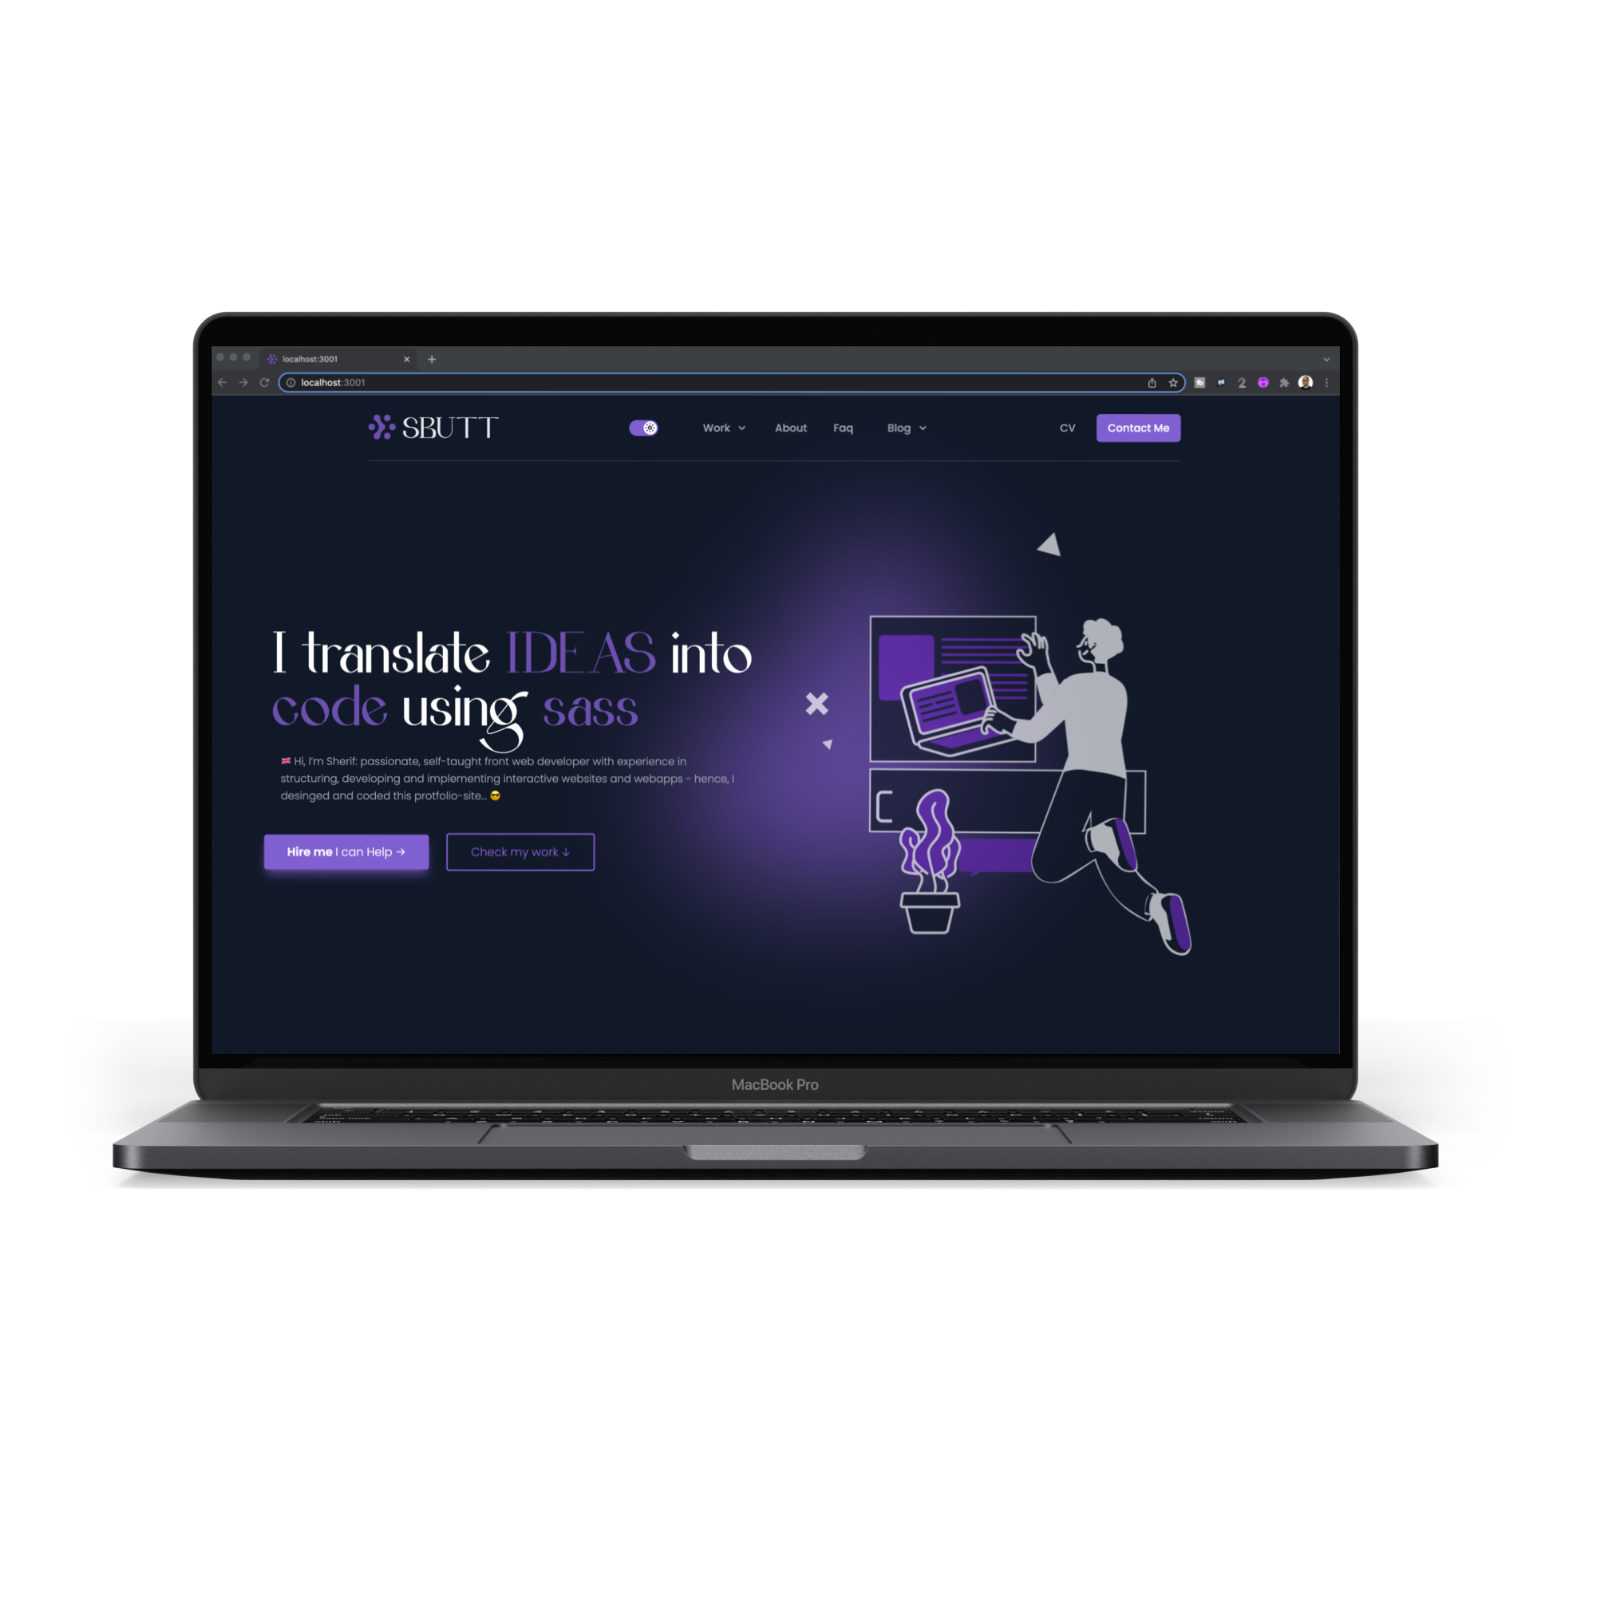 localhost:3001
localhost:3001
2
SBUTT
Work About Faq Blog CV Contact Me
I translate IDEAS into
code using sass
🇬🇧 Hi, I'm Sherif: passionate, self-taught front web developer with experience in
structuring, developing and implementing interactive websites and webapps - hence, I
desinged and coded this protfolio-site... 😎
Hire me I can Help → Check my work ↓
MacBook Pro